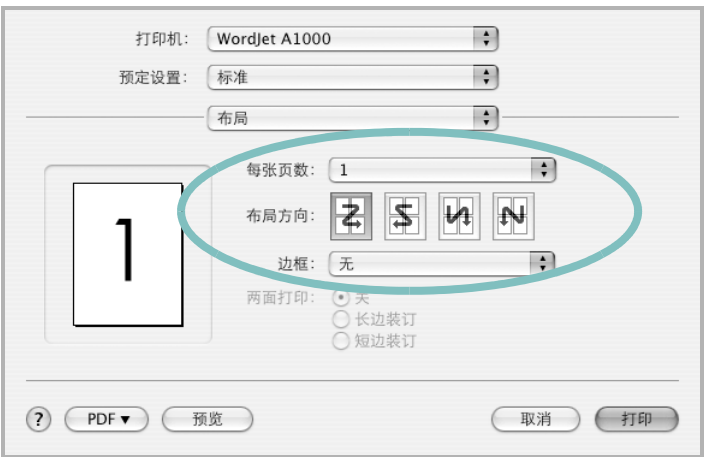 打印机: WordJet A1000
预定设置: 标准
布局
每张页数: 1
布局方向:
1
边框: 无
两面打印: 关
长边装订
短边装订
? PDF▼ 预览 取消 打印